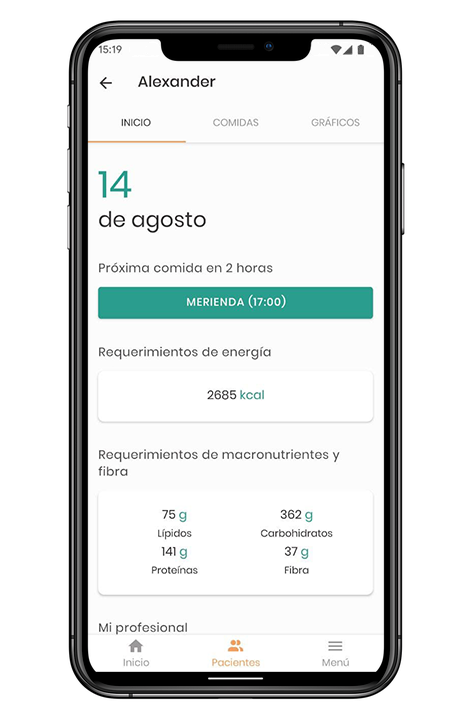 15:19
Alexander
INICIO COMIDAS GRÁFICOS
14
de agosto
Próxima comida en 2 horas
MERIENDA (17:00)
Requerimientos de energía
2685 kcal
Requerimientos de macronutrientes y
fibra
75 g 362 g
Lípidos Carbohidratos
141 g 37 g
Proteínas Fibra
Mi profesional
Inicio Pacientes Menú